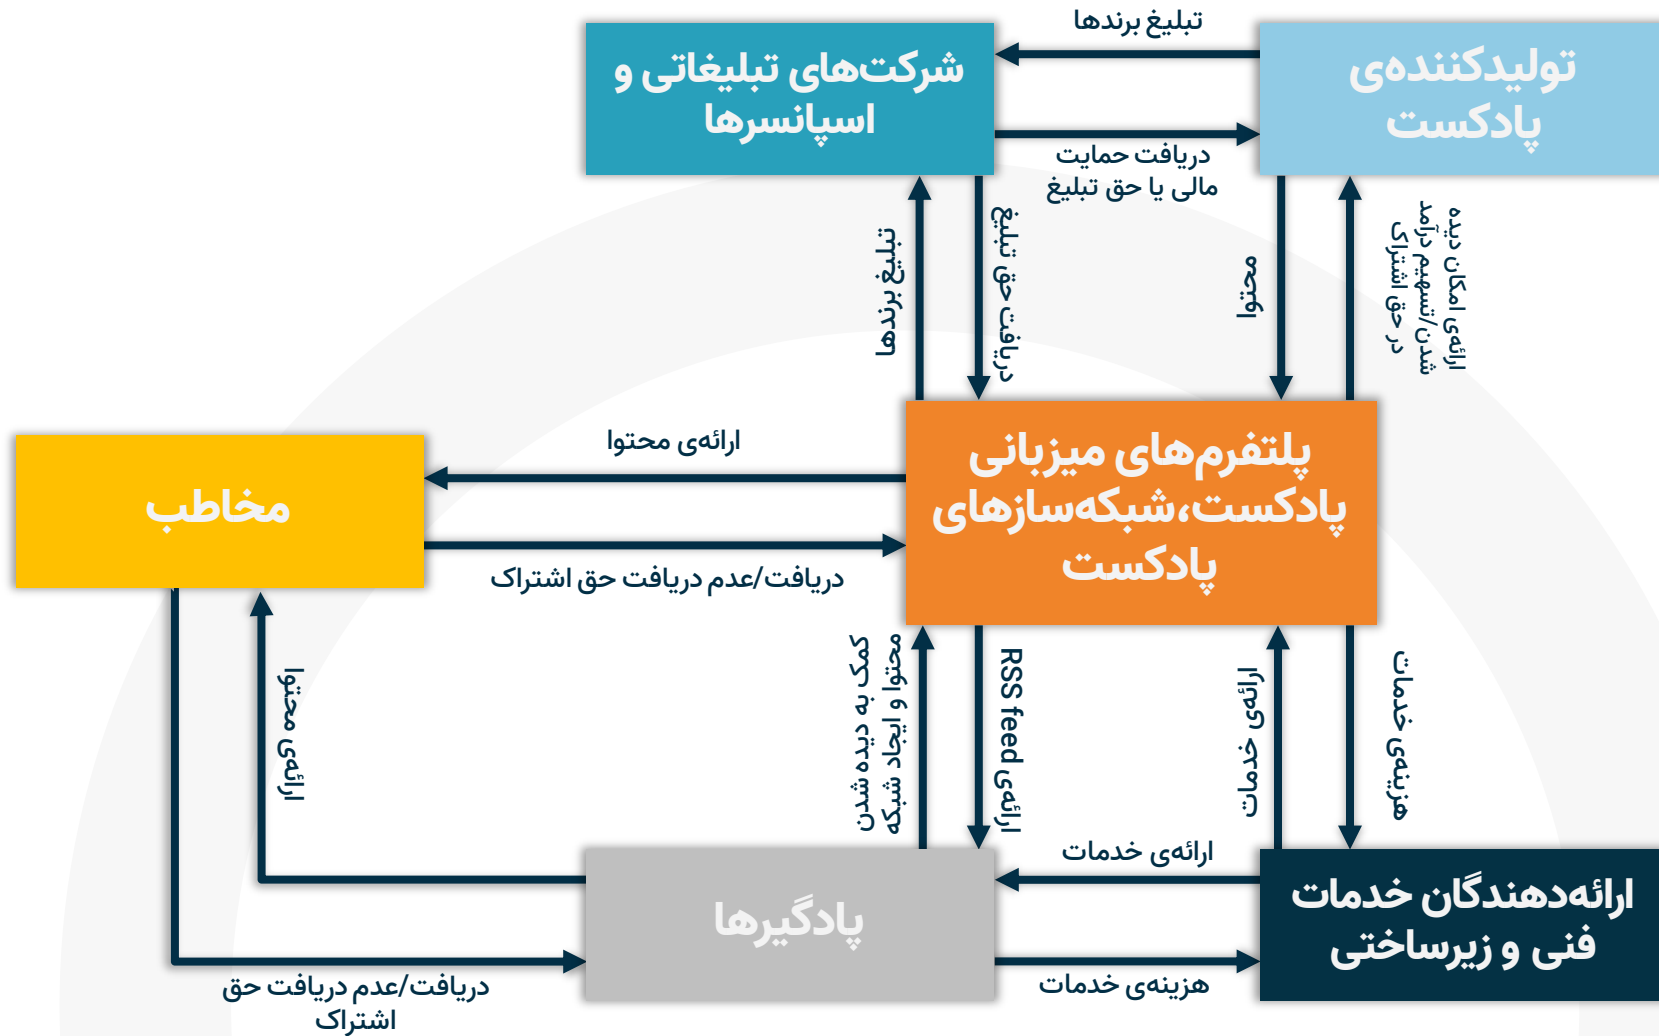 تبلیغ برندها
تولیدکننده‌ی
پادکست
شرکت‌های تبلیغاتی و
اسپانسرها
دریافت حمایت
مالی یا حق تبلیغ
ارائه‌ی امکان دیده
شدن/تسهیم درآمد
در حق اشتراک
محتوا
دریافت حق تبلیغ
تبلیغ برندها
پلتفرم‌های میزبانی
پادکست،شبکه‌سازهای
پادکست
ارائه‌ی محتوا
مخاطب
دریافت/عدم دریافت حق اشتراک
هزینه‌ی خدمات
ارائه‌ی خدمات
ارائه‌ی RSS feed
کمک به دیده شدن
محتوا و ایجاد شبکه
ارائه‌ی محتوا
ارائه‌ی خدمات
ارائه‌دهندگان خدمات
فنی و زیرساختی
پادگیرها
هزینه‌ی خدمات
دریافت/عدم دریافت حق
اشتراک